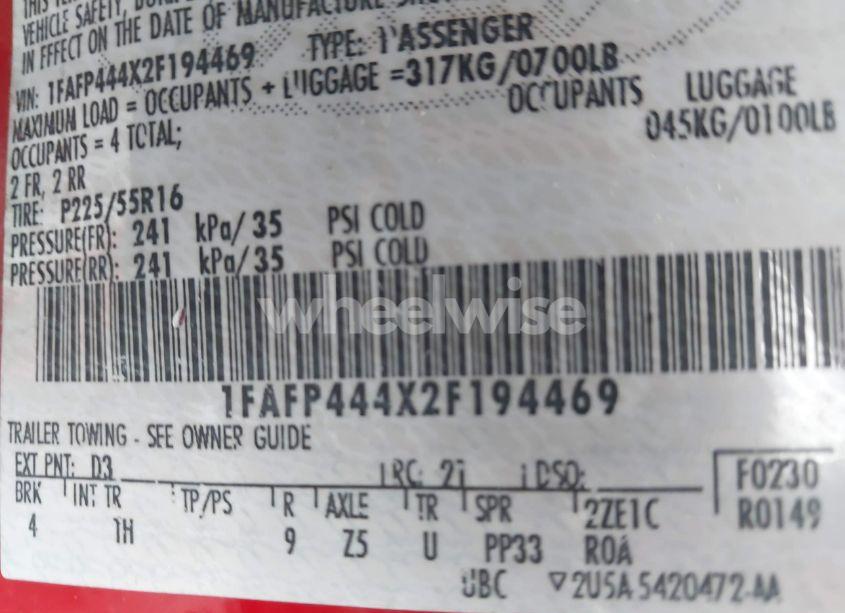 VEHICLE SAFETY,
IN EFFECT ON THE DATE OF MANUFACTURE
VIN: 1FAFP444X2F194469 TYPE: PASSENGER
MAXIMUM LOAD = OCCUPANTS + LUGGAGE =317KG/0700LB
OCCUPANTS = 4 TOTAL; OCCUPANTS LUGGAGE
2 FR, 2 RR 045KG/0100LB
TIRE: P225/55R16
PRESSURE(FR): 241 kPa/35 PSI COLD
PRESSURE(RR): 241 kPa/35 PSI COLD
wheelwise
1FAFP444X2F194469
TRAILER TOWING - SEE OWNER GUIDE
EXT PNT: D3 RC: 21 DSO: F0230
BRK INT TR TP/PS R AXLE TR SPR 2ZE1C R0149
4 1H 9 Z5 U PP33 ROA
UBC ▽2U5A 5420472-AA